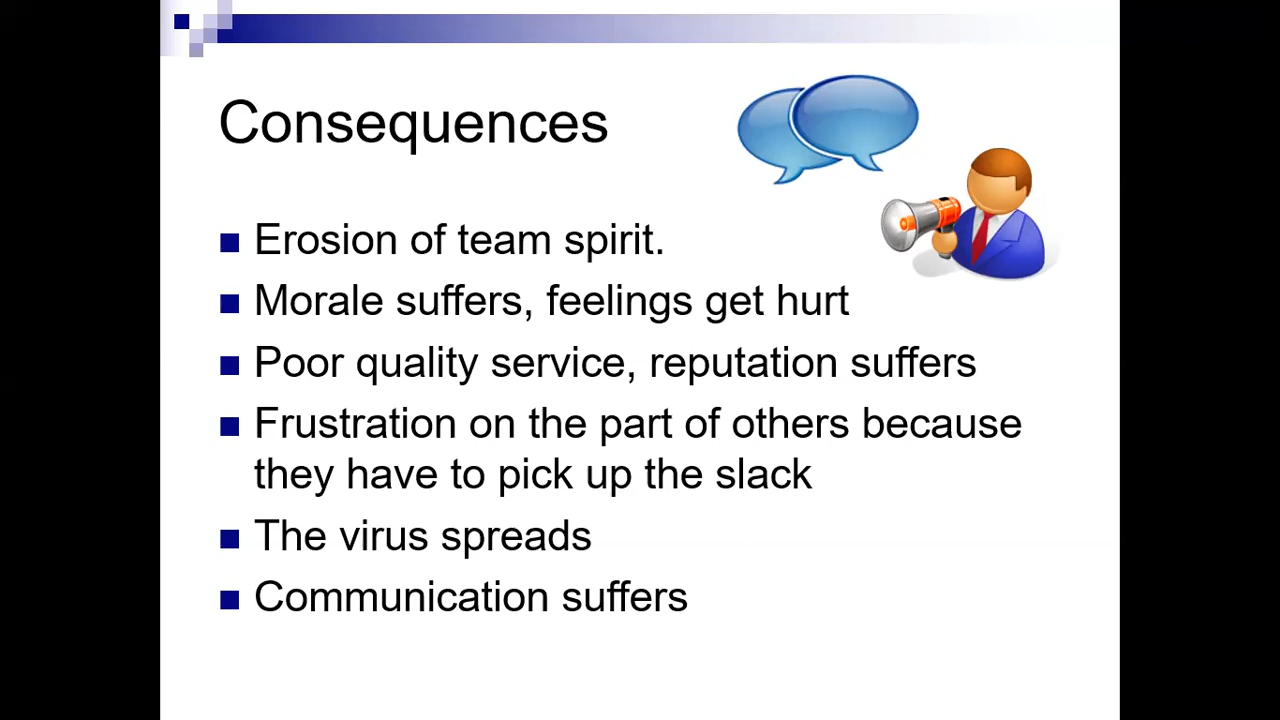 Consequences
Erosion of team spirit.
Morale suffers, feelings get hurt
Poor quality service, reputation suffers
Frustration on the part of others because
they have to pick up the slack
The virus spreads
Communication suffers